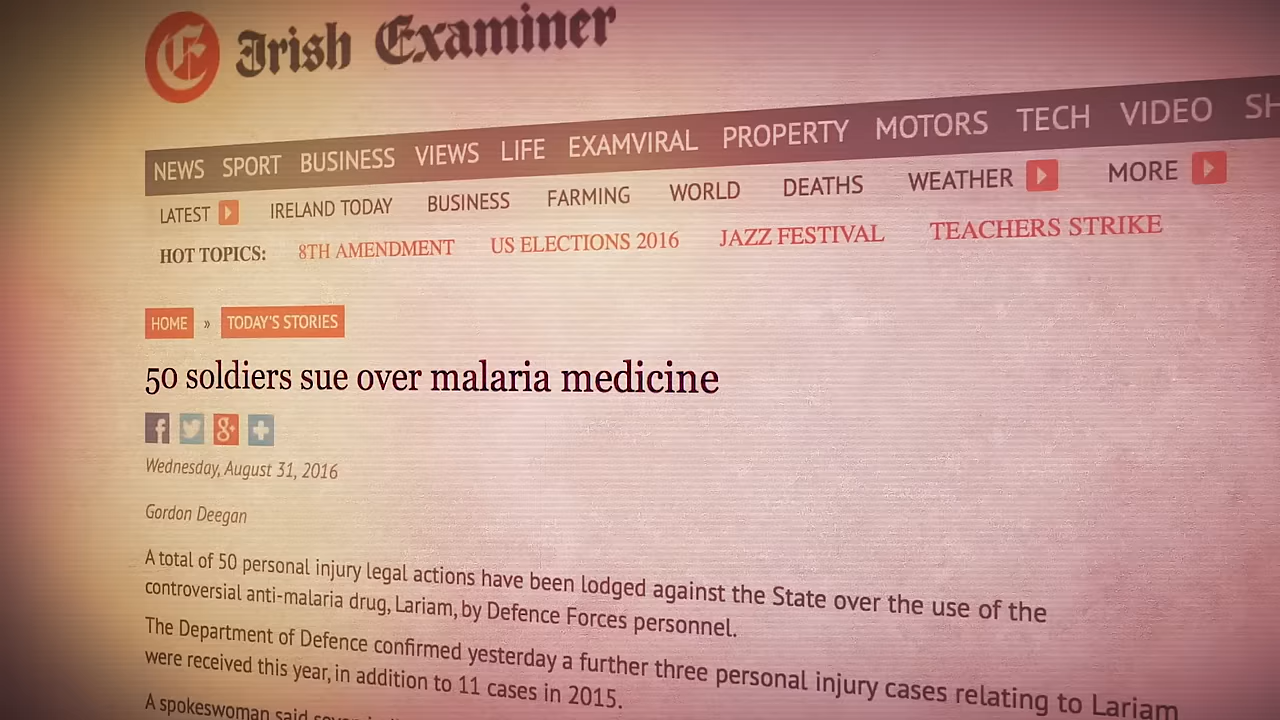 Irish Examiner
NEWS SPORT BUSINESS VIEWS LIFE EXAMVIRAL PROPERTY MOTORS TECH VIDEO
LATEST IRELAND TODAY BUSINESS FARMING WORLD DEATHS WEATHER MORE
HOT TOPICS: 8TH AMENDMENT US ELECTIONS 2016 JAZZ FESTIVAL TEACHERS STRIKE
HOME » TODAY'S STORIES
50 soldiers sue over malaria medicine
Wednesday, August 31, 2016
Gordon Deegan
A total of 50 personal injury legal actions have been lodged against the State over the use of the
controversial anti-malaria drug, Lariam, by Defence Forces personnel.
The Department of Defence confirmed yesterday a further three personal injury cases relating to Lariam
were received this year, in addition to 11 cases in 2015.
A spokeswoman said